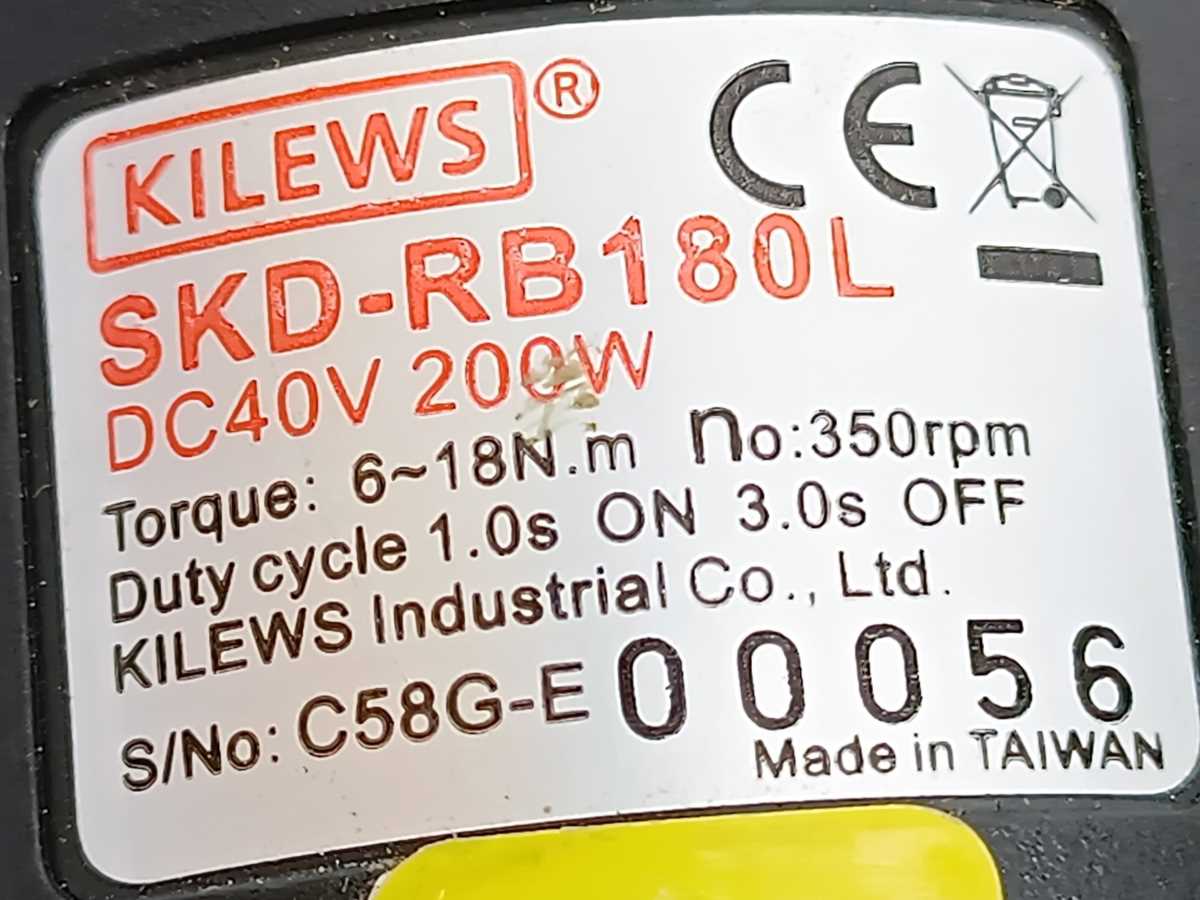 KILEWS®
CE
SKD-RB180L
DC40V 200W
Torque: 6~18N.m no:350rpm
Duty cycle 1.0s ON 3.0s OFF
KILEWS Industrial Co., Ltd.
S/No: C58G-E00056
Made in TAIWAN